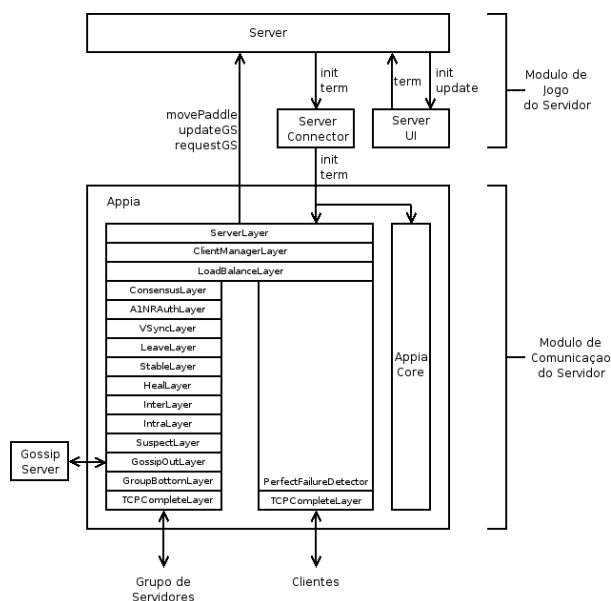 Server
init
term
term
init
update
movePaddle
updateGS
requestGS
Server
Connector
Server
UI
Modulo de
Jogo
do Servidor
init
term
Appia
ServerLayer
ClientManagerLayer
LoadBalanceLayer
ConsensusLayer
A1NRAuthLayer
VSyncLayer
LeaveLayer
StableLayer
HealLayer
InterLayer
IntraLayer
SuspectLayer
GossipOutLayer
GroupBottomLayer
TCPCompleteLayer
PerfectFailureDetector
TCPCompleteLayer
Appia
Core
Modulo de
Comunicaçao
do Servidor
Gossip
Server
Grupo de
Servidores
Clientes